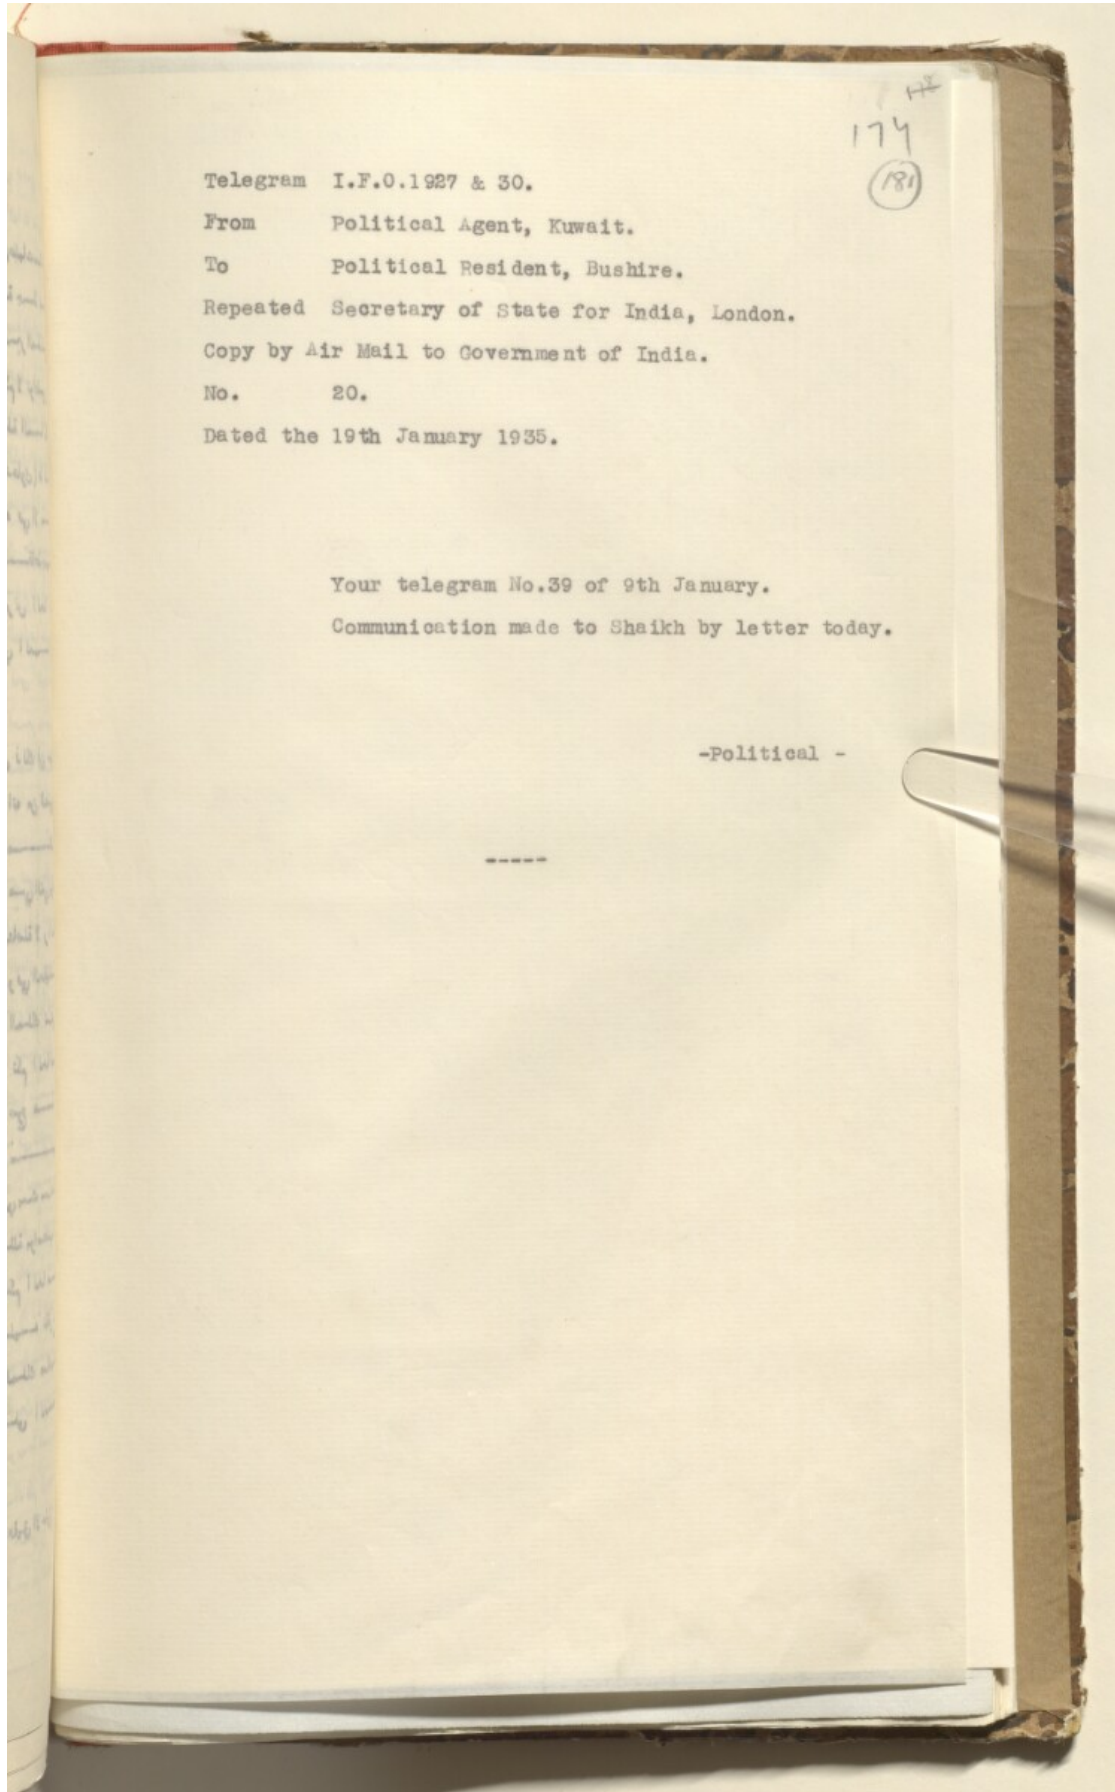 174
181
Telegram I.F.O.1927 & 30.
From Political Agent, Kuwait.
To Political Resident, Bushire.
Repeated Secretary of State for India, London.
Copy by Air Mail to Government of India.
No. 20.
Dated the 19th January 1935.
Your telegram No.39 of 9th January.
Communication made to Shaikh by letter today.
-Political -
-----